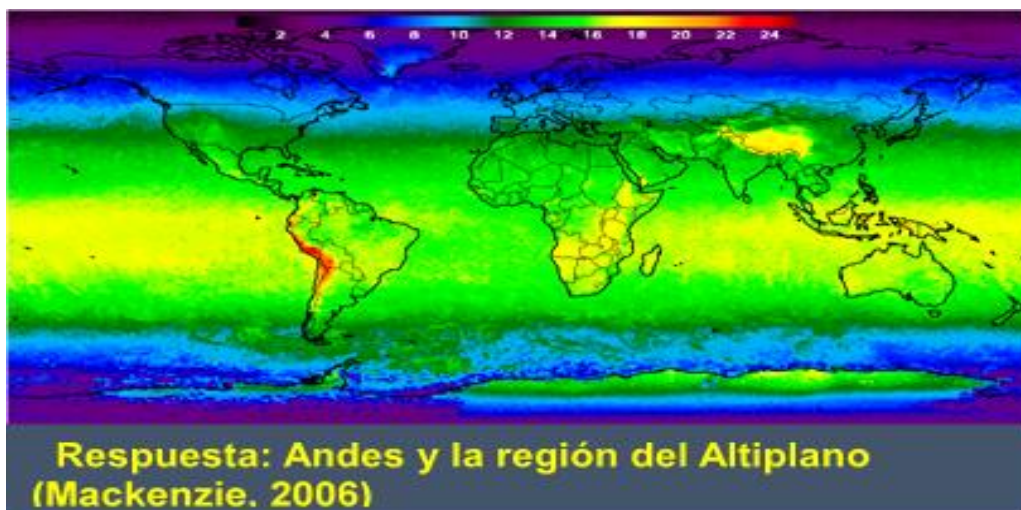 2 4 6 8 10 12 14 16 18 20 22 24
Respuesta: Andes y la región del Altiplano
(Mackenzie. 2006)